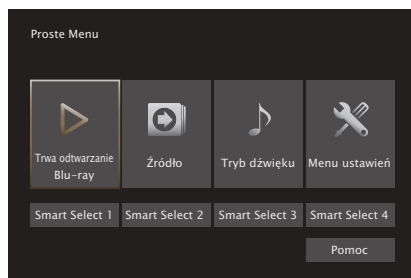 Proste Menu
Trwa odtwarzanie
Blu-ray
Źródło
Tryb dźwięku
Menu ustawień
Smart Select 1
Smart Select 2
Smart Select 3
Smart Select 4
Pomoc